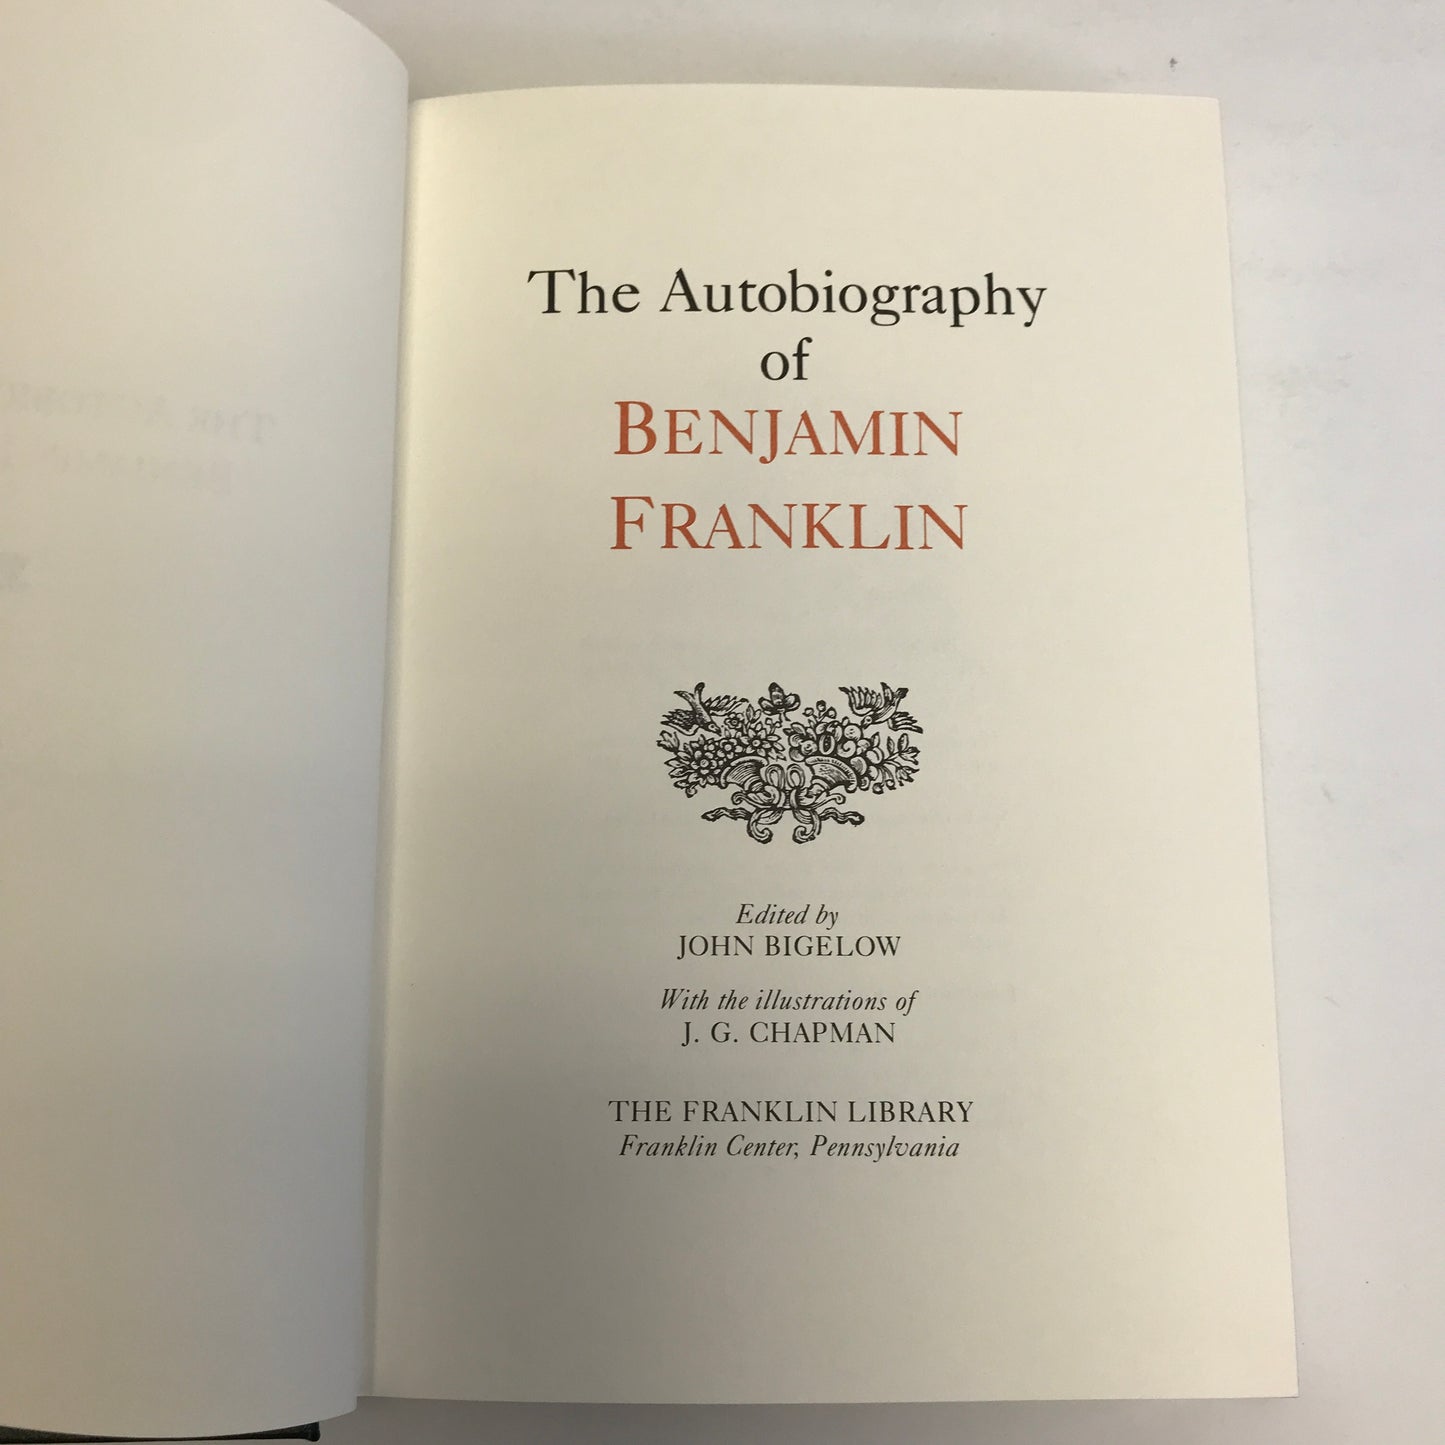 The Autobiography
of
BENJAMIN
FRANKLIN
Edited by
JOHN BIGELOW
With the illustrations of
J. G. CHAPMAN
THE FRANKLIN LIBRARY
Franklin Center, Pennsylvania